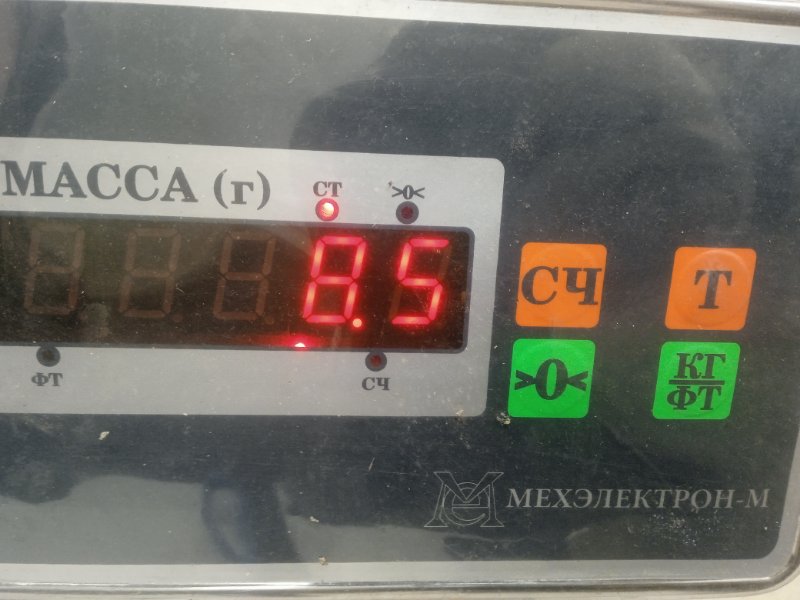 МАССА (г)
СТ >0<
8.5
ФТ СЧ
СЧ Т
>0< КГ/ФТ
МЕХЭЛЕКТРОН-М